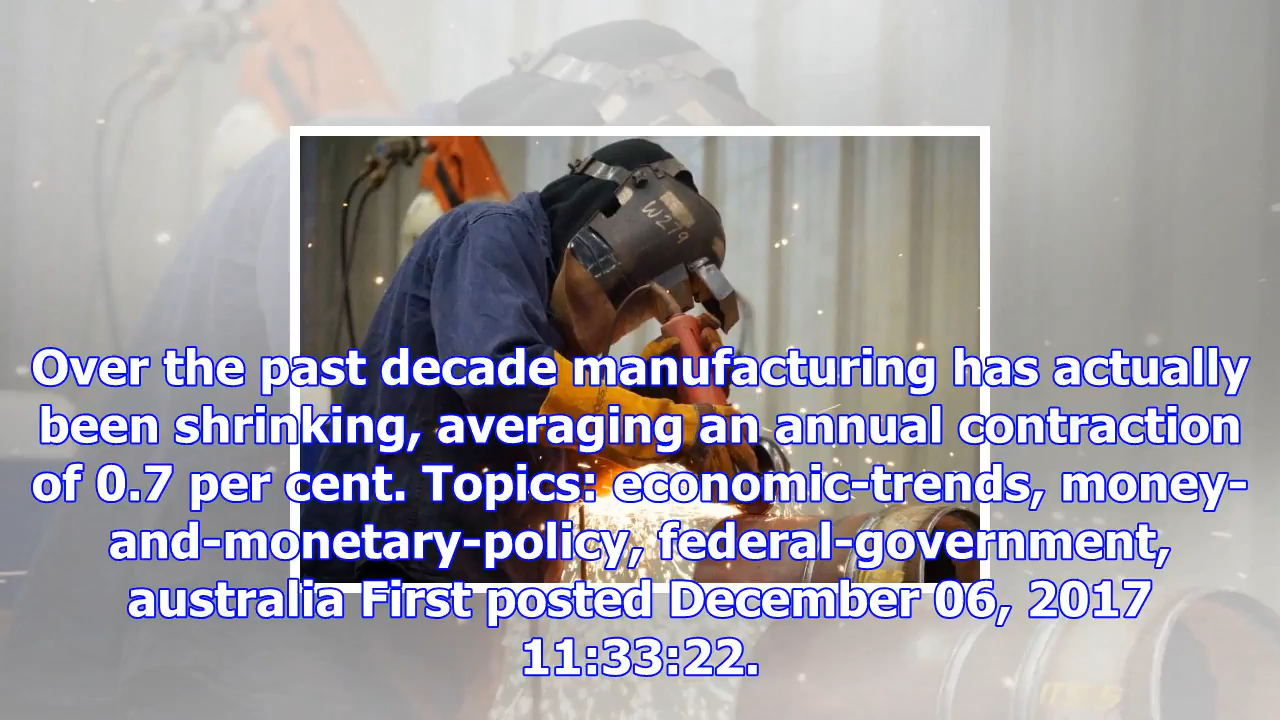 W279
Over the past decade manufacturing has actually
been shrinking, averaging an annual contraction
of 0.7 per cent. Topics: economic-trends, money-
and-monetary-policy, federal-government,
australia First posted December 06, 2017
11:33:22.